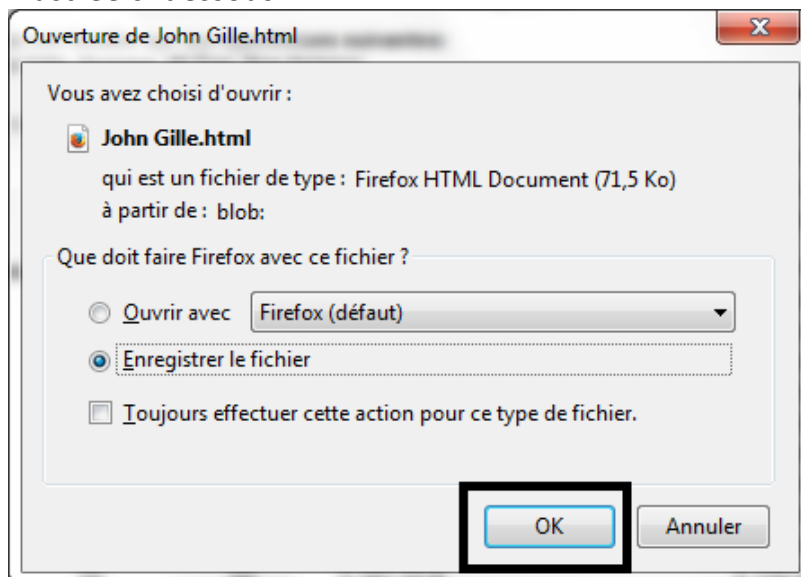 Ouverture de John Gille.html
Vous avez choisi d'ouvrir :
John Gille.html
qui est un fichier de type : Firefox HTML Document (71,5 Ko)
à partir de : blob:
Que doit faire Firefox avec ce fichier ?
Ouvrir avec Firefox (défaut)
Enregistrer le fichier
Toujours effectuer cette action pour ce type de fichier.
OK Annuler